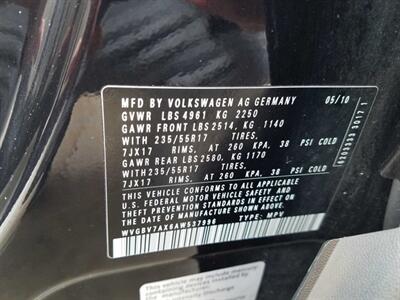 MFD BY VOLKSWAGEN AG GERMANY 05/10
GVWR LBS 4961 KG 2250
GAWR FRONT LBS 2514, KG 1140
WITH 235/55R17 TIRES,
7JX17 RIMS, AT 260 KPA, 38 PSI COLD
GAWR REAR LBS 2580, KG 1170
WITH 235/55R17 TIRES,
7JX17 RIMS, AT 260 KPA, 38 PSI COLD
THIS VEHICLE CONFORMS TO ALL APPLICABLE
U.S. FEDERAL MOTOR VEHICLE SAFETY AND
THEFT PREVENTION STANDARDS IN EFFECT ON
THE DATE OF MANUFACTURE SHOWN ABOVE.
WVGBV7AX6AW537996 TYPE: MPV